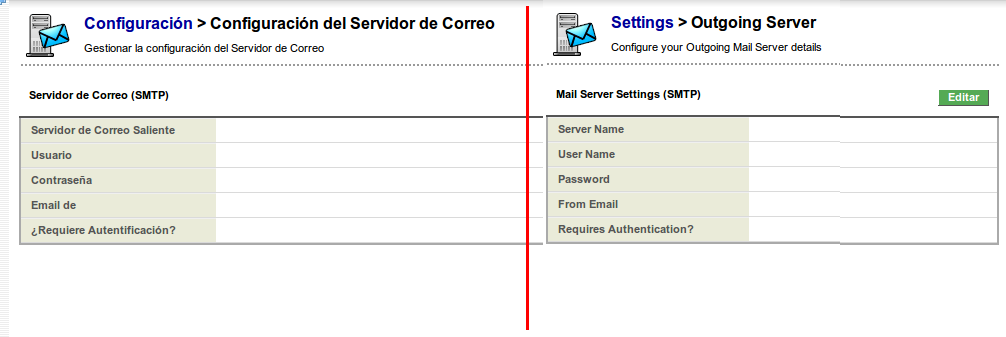 Configuración > Configuración del Servidor de Correo
Gestionar la configuración del Servidor de Correo
Servidor de Correo (SMTP)
Servidor de Correo Saliente
Usuario
Contraseña
Email de
¿Requiere Autentificación?
Settings > Outgoing Server
Configure your Outgoing Mail Server details
Mail Server Settings (SMTP)
Editar
Server Name
User Name
Password
From Email
Requires Authentication?